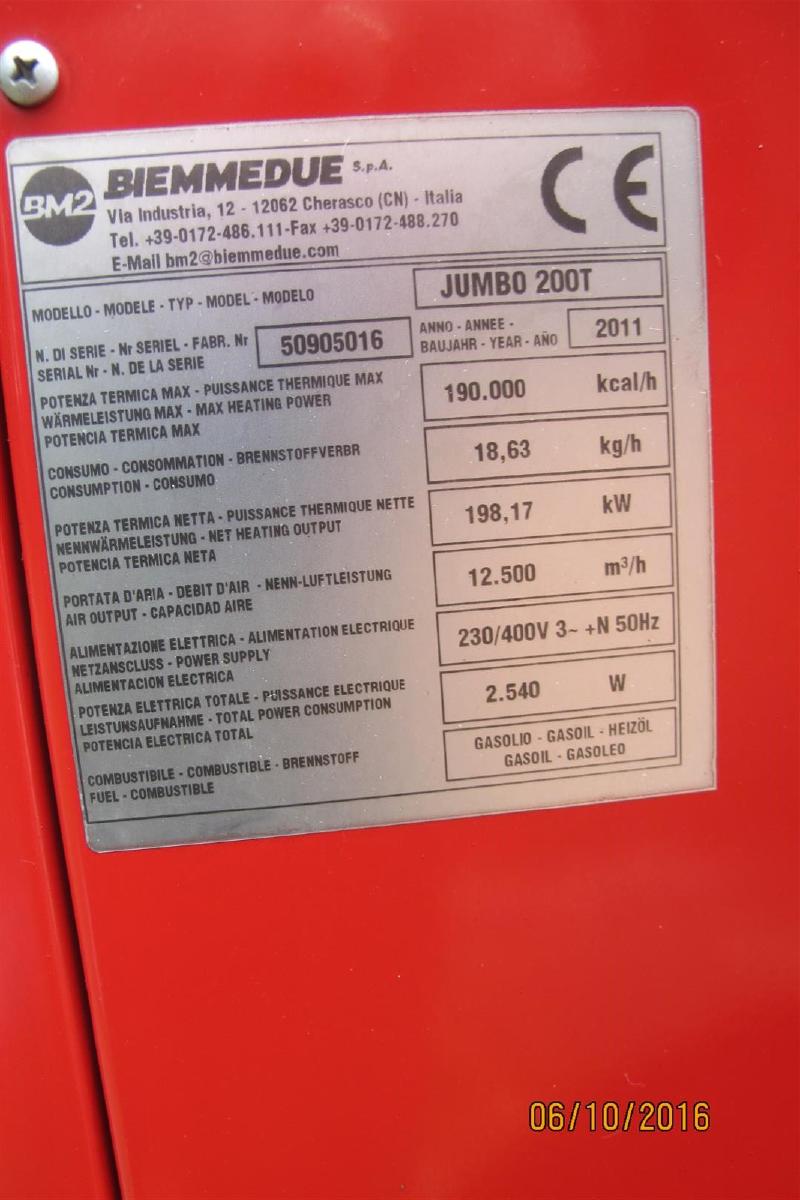 BM2
BIEMMEDUE S.p.A.
Via Industria, 12 - 12062 Cherasco (CN) - Italia
Tel. +39-0172-486.111-Fax +39-0172-488.270
E-Mail bm2@biemmedue.com
CE
MODELLO - MODELE - TYP - MODEL - MODELO
JUMBO 200T
N. DI SERIE - Nr SERIEL - FABR. Nr
SERIAL Nr - N. DE LA SERIE
50905016
ANNO - ANNEE -
BAUJAHR - YEAR - AÑO
2011
POTENZA TERMICA MAX - PUISSANCE THERMIQUE MAX
WÄRMELEISTUNG MAX - MAX HEATING POWER
POTENCIA TERMICA MAX
190.000 kcal/h
CONSUMO - CONSOMMATION - BRENNSTOFFVERBR
CONSUMPTION - CONSUMO
18,63 kg/h
POTENZA TERMICA NETTA - PUISSANCE THERMIQUE NETTE
NENNWÄRMELEISTUNG - NET HEATING OUTPUT
POTENCIA TERMICA NETA
198,17 kW
PORTATA D'ARIA - DEBIT D'AIR - NENN-LUFTLEISTUNG
AIR OUTPUT - CAPACIDAD AIRE
12.500 m³/h
ALIMENTAZIONE ELETTRICA - ALIMENTATION ELECTRIQUE
NETZANSCLUSS - POWER SUPPLY
ALIMENTACION ELECTRICA
230/400V 3~ +N 50Hz
POTENZA ELETTRICA TOTALE - PUISSANCE ELECTRIQUE
LEISTUNSAUFNAHME - TOTAL POWER CONSUMPTION
POTENCIA ELECTRICA TOTAL
2.540 W
COMBUSTIBILE - COMBUSTIBLE - BRENNSTOFF
FUEL - COMBUSTIBLE
GASOLIO - GASOIL - HEIZÖL
GASOIL - GASOLEO
06/10/2016